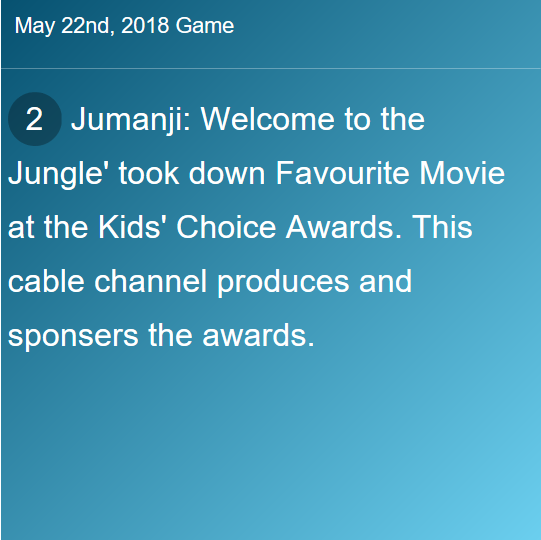 May 22nd, 2018 Game
2 Jumanji: Welcome to the
Jungle' took down Favourite Movie
at the Kids' Choice Awards. This
cable channel produces and
sponsers the awards.